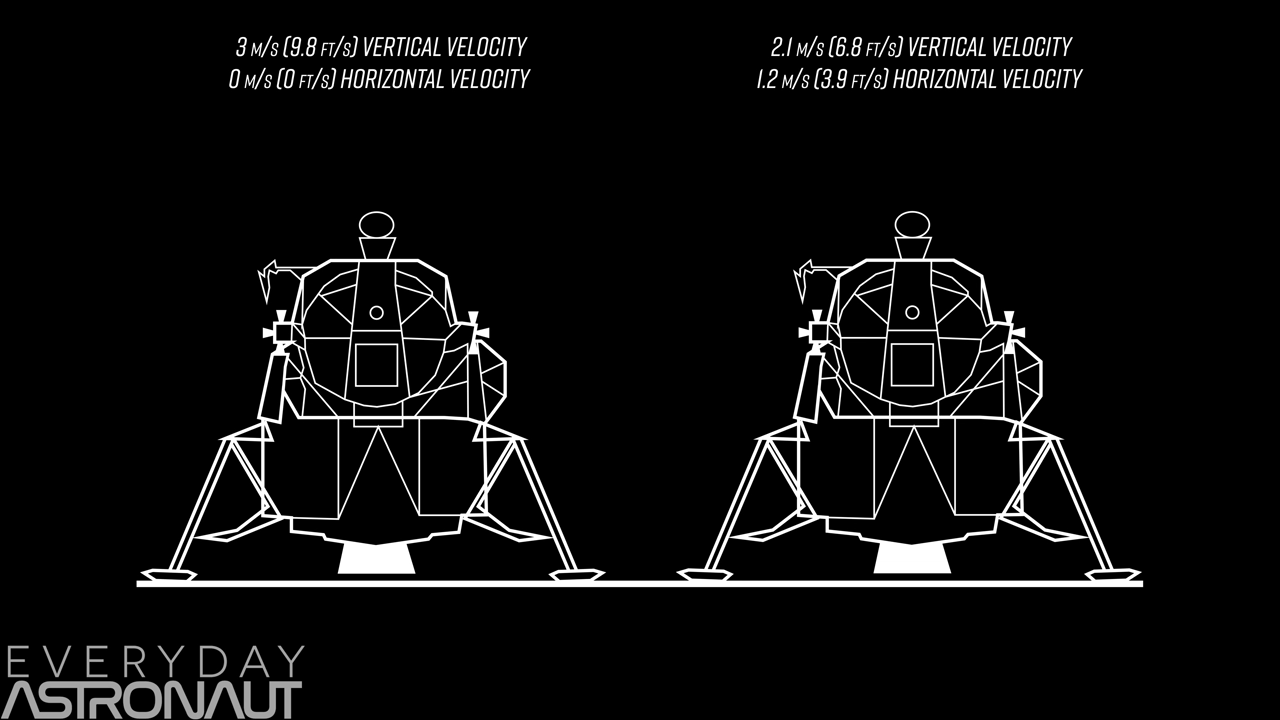 3 M/S (9.8 FT/S) VERTICAL VELOCITY
0 M/S (0 FT/S) HORIZONTAL VELOCITY
2.1 M/S (6.8 FT/S) VERTICAL VELOCITY
1.2 M/S (3.9 FT/S) HORIZONTAL VELOCITY
EVERYDAY
ASTRONAUT